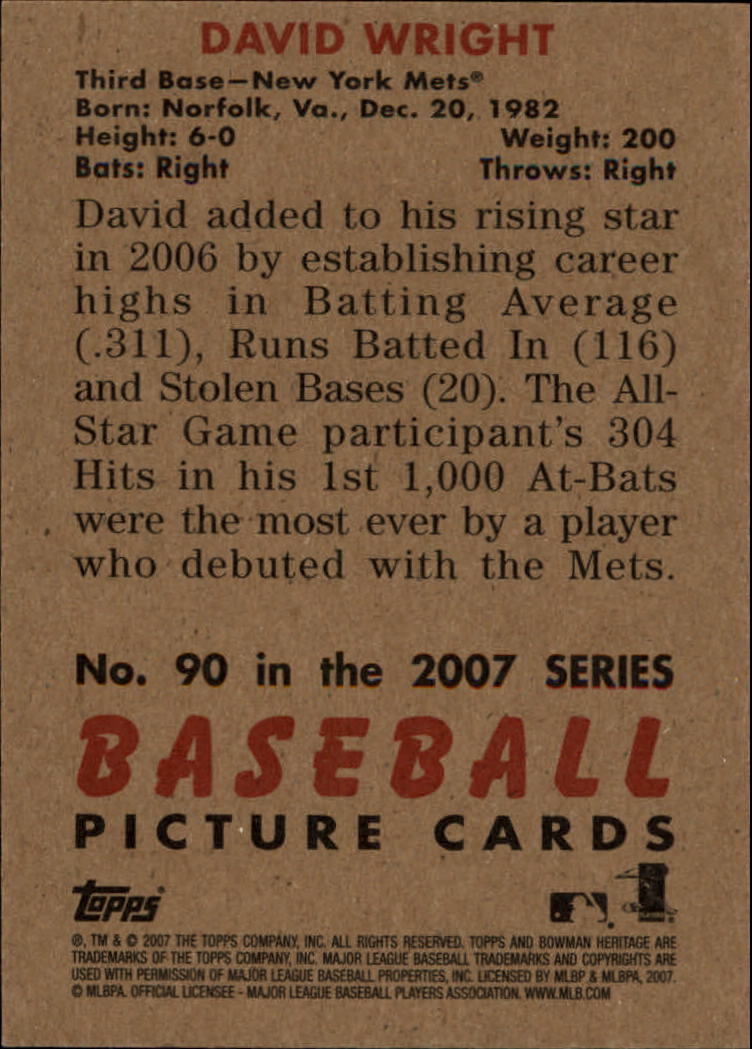 DAVID WRIGHT
Third Base—New York Mets®
Born: Norfolk, Va., Dec. 20, 1982
Height: 6-0 Weight: 200
Bats: Right Throws: Right
David added to his rising star
in 2006 by establishing career
highs in Batting Average
(.311), Runs Batted In (116)
and Stolen Bases (20). The All-
Star Game participant's 304
Hits in his 1st 1,000 At-Bats
were the most ever by a player
who debuted with the Mets.
No. 90 in the 2007 SERIES
BASEBALL
PICTURE CARDS
Topps
®, TM & © 2007 THE TOPPS COMPANY, INC. ALL RIGHTS RESERVED. TOPPS AND BOWMAN HERITAGE ARE
TRADEMARKS OF THE TOPPS COMPANY, INC. MAJOR LEAGUE BASEBALL TRADEMARKS AND COPYRIGHTS ARE
USED WITH PERMISSION OF MAJOR LEAGUE BASEBALL PROPERTIES, INC. LICENSED BY MLBP & MLBPA, 2007.
© MLBPA. OFFICIAL LICENSEE - MAJOR LEAGUE BASEBALL PLAYERS ASSOCIATION. WWW.MLB.COM